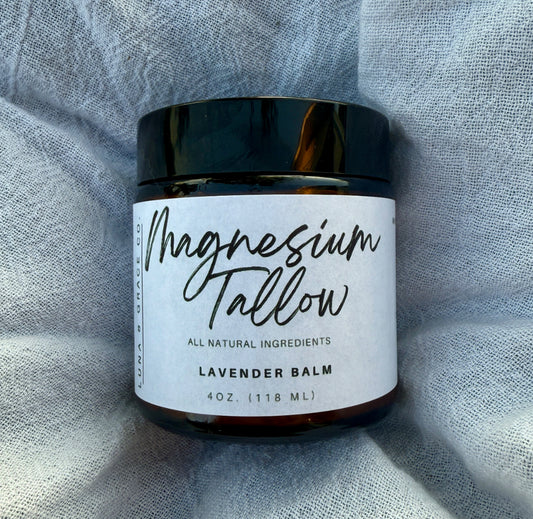 Magnesium
Tallow
ALL NATURAL INGREDIENTS
LAVENDER BALM
4OZ. (118 ML)
LUNA & GRACE CO.